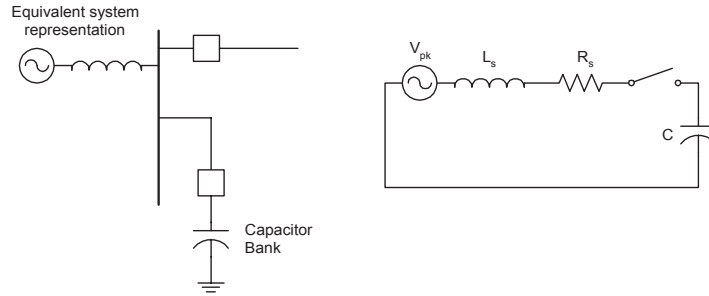 Equivalent system
representation
Capacitor
Bank
V_pk
L_s
R_s
C